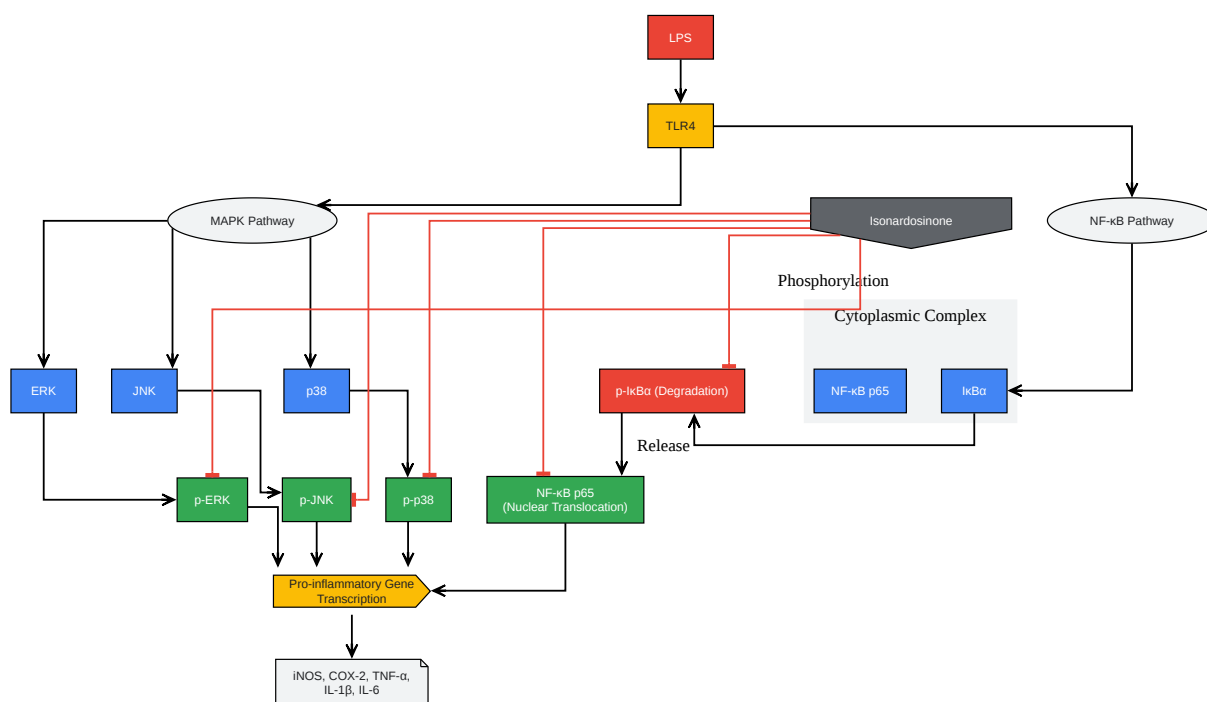 LPS
TLR4
MAPK Pathway
Isonardosinone
NF-κB Pathway
Phosphorylation
Cytoplasmic Complex
ERK
JNK
p38
p-IκBα (Degradation)
NF-κB p65
IκBα
Release
p-ERK
p-JNK
p-p38
NF-κB p65
(Nuclear Translocation)
Pro-inflammatory Gene
Transcription
iNOS, COX-2, TNF-α,
IL-1β, IL-6